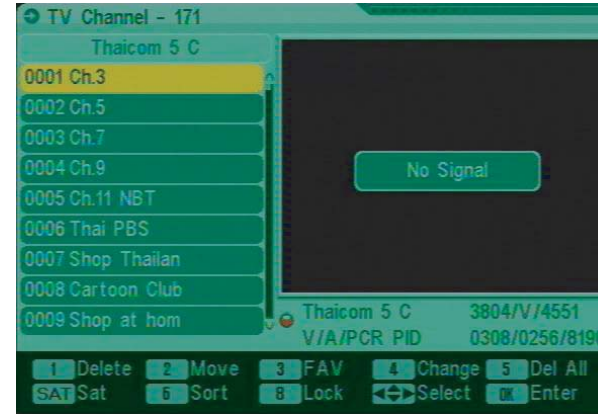 TV Channel - 171
Thaicom 5 C
0001 Ch.3
0002 Ch.5
0003 Ch.7
0004 Ch.9
0005 Ch.11 NBT
0006 Thai PBS
0007 Shop Thailan
0008 Cartoon Club
0009 Shop at hom
No Signal
Thaicom 5 C 3804/V/4551
V/A/PCR PID 0308/0256/8190
1 Delete 2 Move 3 FAV 4 Change 5 Del All
SAT Sat 6 Sort 8 Lock Select OK Enter